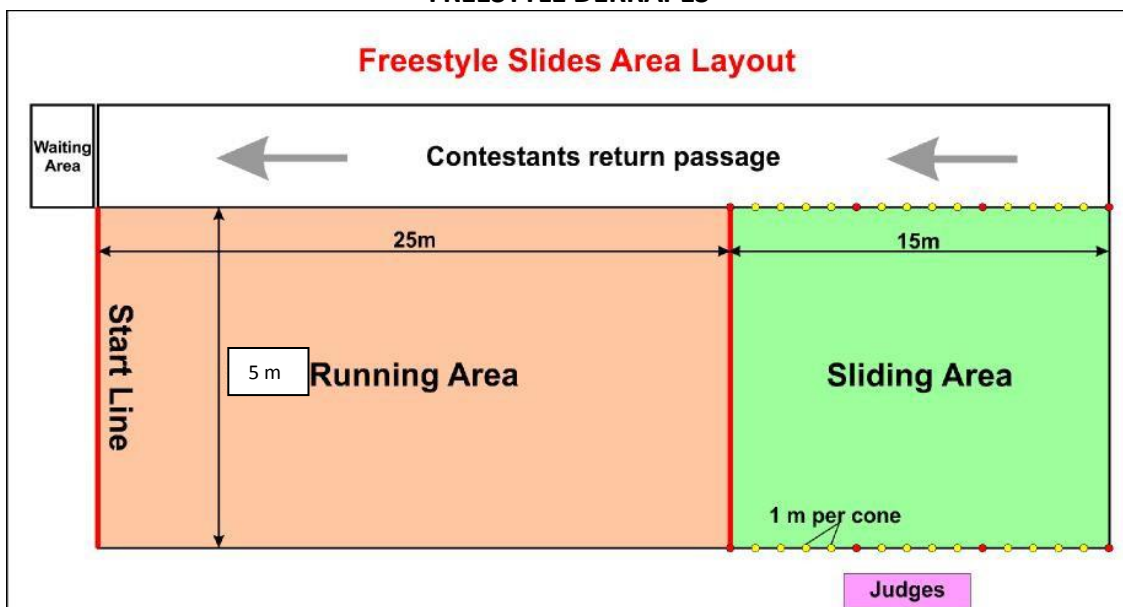 Freestyle Slides Area Layout
Waiting
Area
Contestants return passage
25m
15m
Start Line
5 m
Running Area
Sliding Area
1 m per cone
Judges